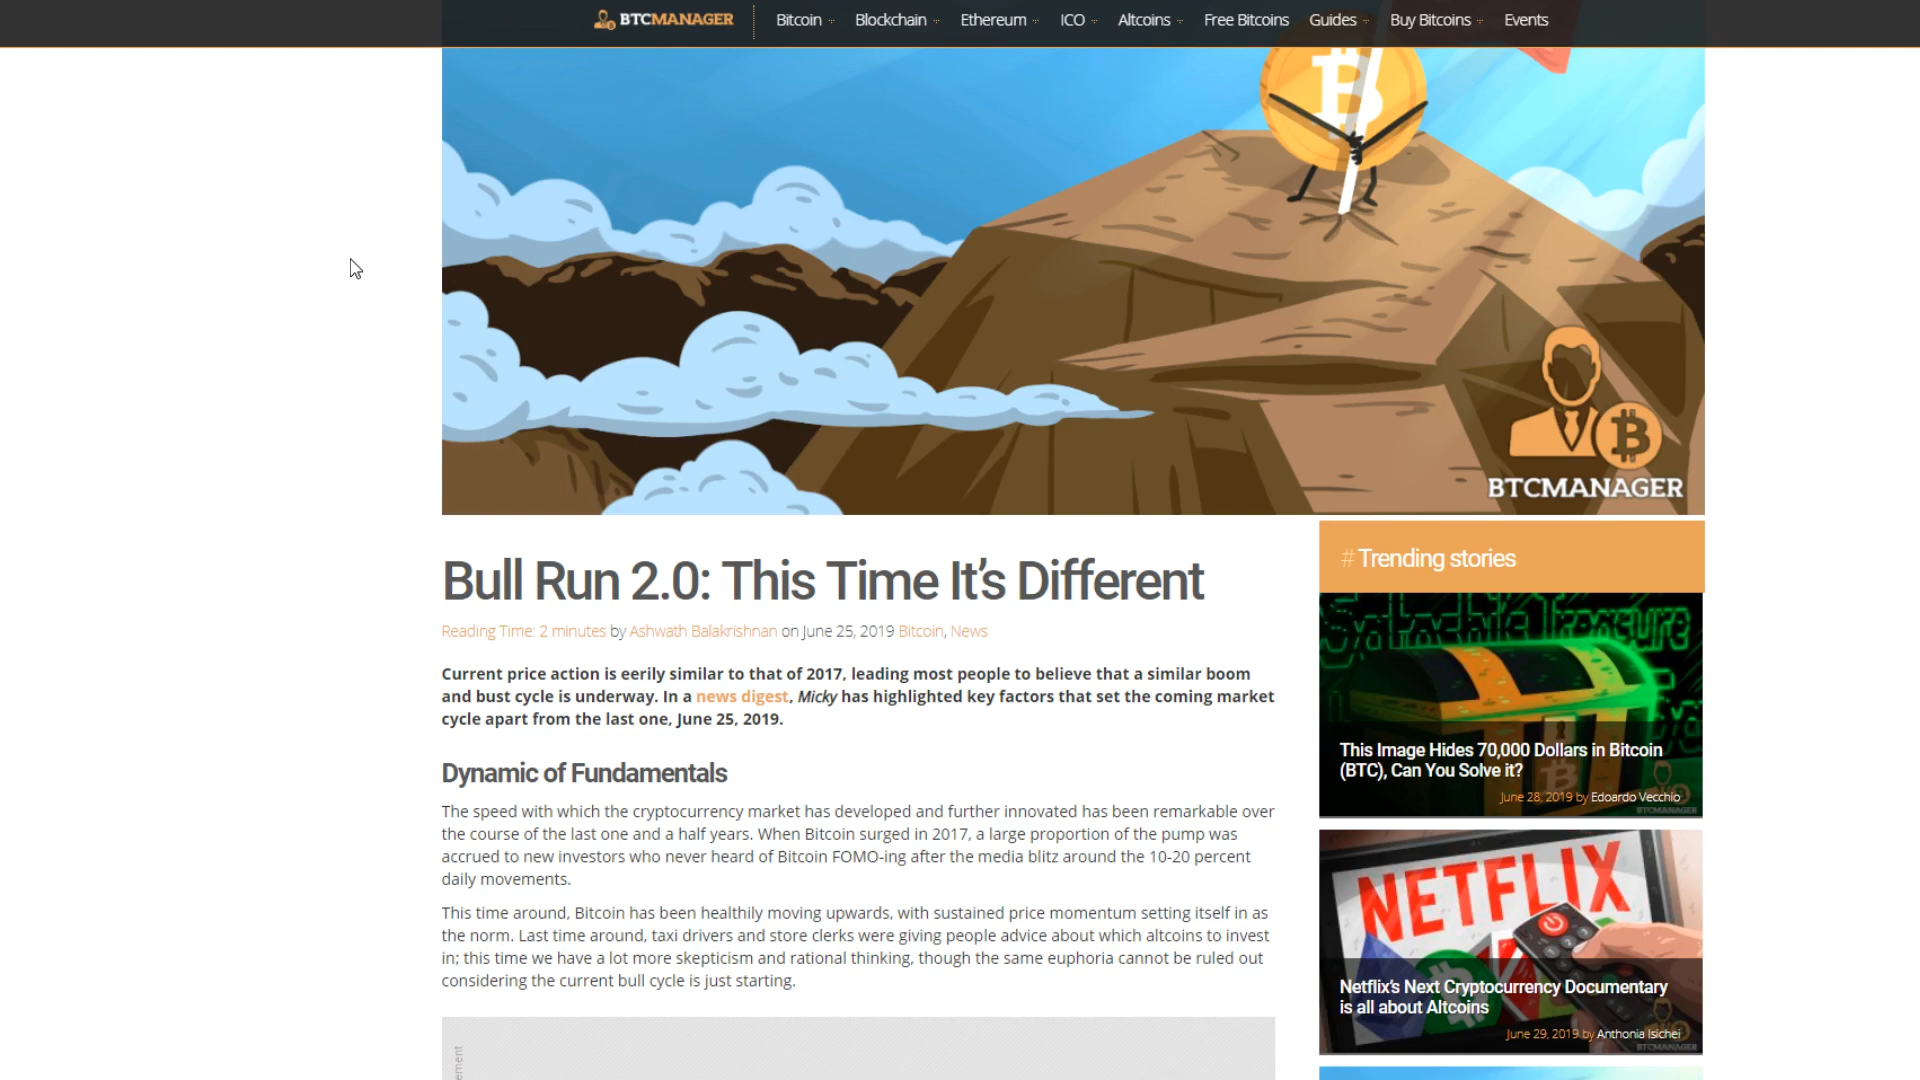 BTCMANAGER Bitcoin Blockchain Ethereum ICO Altcoins Free Bitcoins Guides Buy Bitcoins Events
BTCMANAGER
Bull Run 2.0: This Time It’s Different
Reading Time: 2 minutes by Ashwath Balakrishnan on June 25, 2019 Bitcoin, News
Current price action is eerily similar to that of 2017, leading most people to believe that a similar boom
and bust cycle is underway. In a news digest, Micky has highlighted key factors that set the coming market
cycle apart from the last one, June 25, 2019.
Dynamic of Fundamentals
The speed with which the cryptocurrency market has developed and further innovated has been remarkable over
the course of the last one and a half years. When Bitcoin surged in 2017, a large proportion of the pump was
accrued to new investors who never heard of Bitcoin FOMO-ing after the media blitz around the 10-20 percent
daily movements.
This time around, Bitcoin has been healthily moving upwards, with sustained price momentum setting itself in as
the norm. Last time around, taxi drivers and store clerks were giving people advice about which altcoins to invest
in; this time we have a lot more skepticism and rational thinking, though the same euphoria cannot be ruled out
considering the current bull cycle is just starting.
# Trending stories
Satoshis Treasure
This Image Hides 70,000 Dollars in Bitcoin
(BTC), Can You Solve it?
June 28, 2019 by Edoardo Vecchio
BTCMANAGER
NETFLIX
Netflix’s Next Cryptocurrency Documentary
is all about Altcoins
June 29, 2019 by Anthonia Isichei
BTCMANAGER